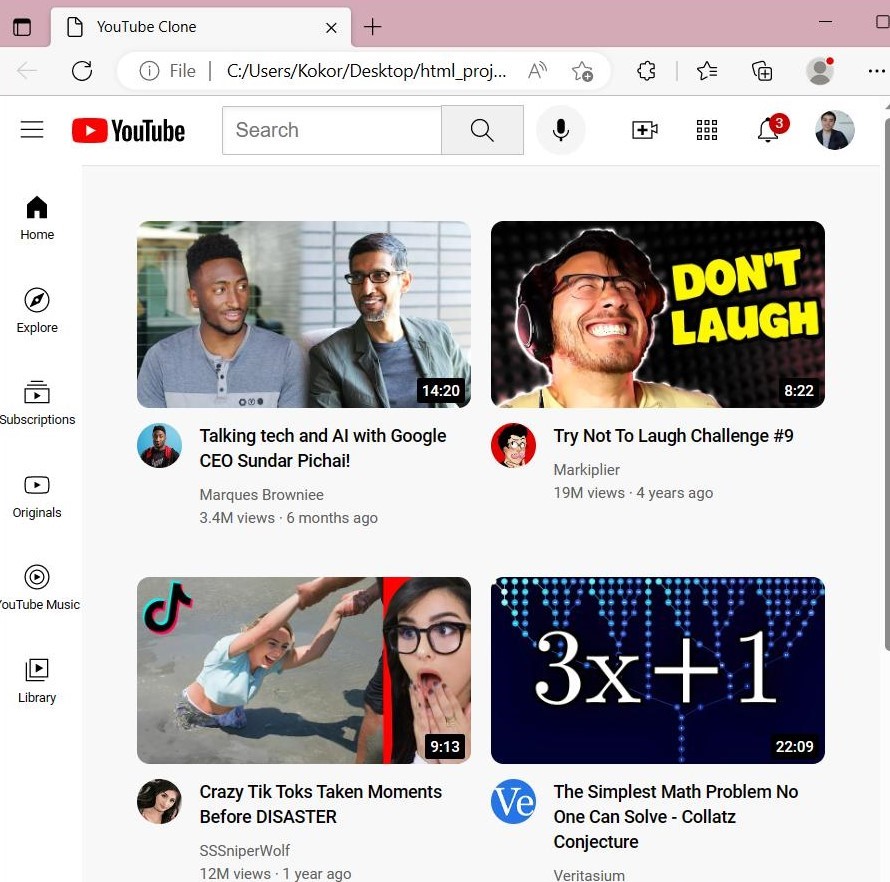 YouTube Clone
File
C:/Users/Kokor/Desktop/html_proj...
YouTube
Search
3
Home
Explore
Subscriptions
Originals
YouTube Music
Library
14:20
DON'T
LAUGH
8:22
Talking tech and AI with Google
CEO Sundar Pichai!
Marques Browniee
3.4M views · 6 months ago
Try Not To Laugh Challenge #9
Markiplier
19M views · 4 years ago
9:13
3x+1
22:09
Crazy Tik Toks Taken Moments
Before DISASTER
SSSniperWolf
12M views · 1 year ago
Ve
The Simplest Math Problem No
One Can Solve - Collatz
Conjecture
Veritasium